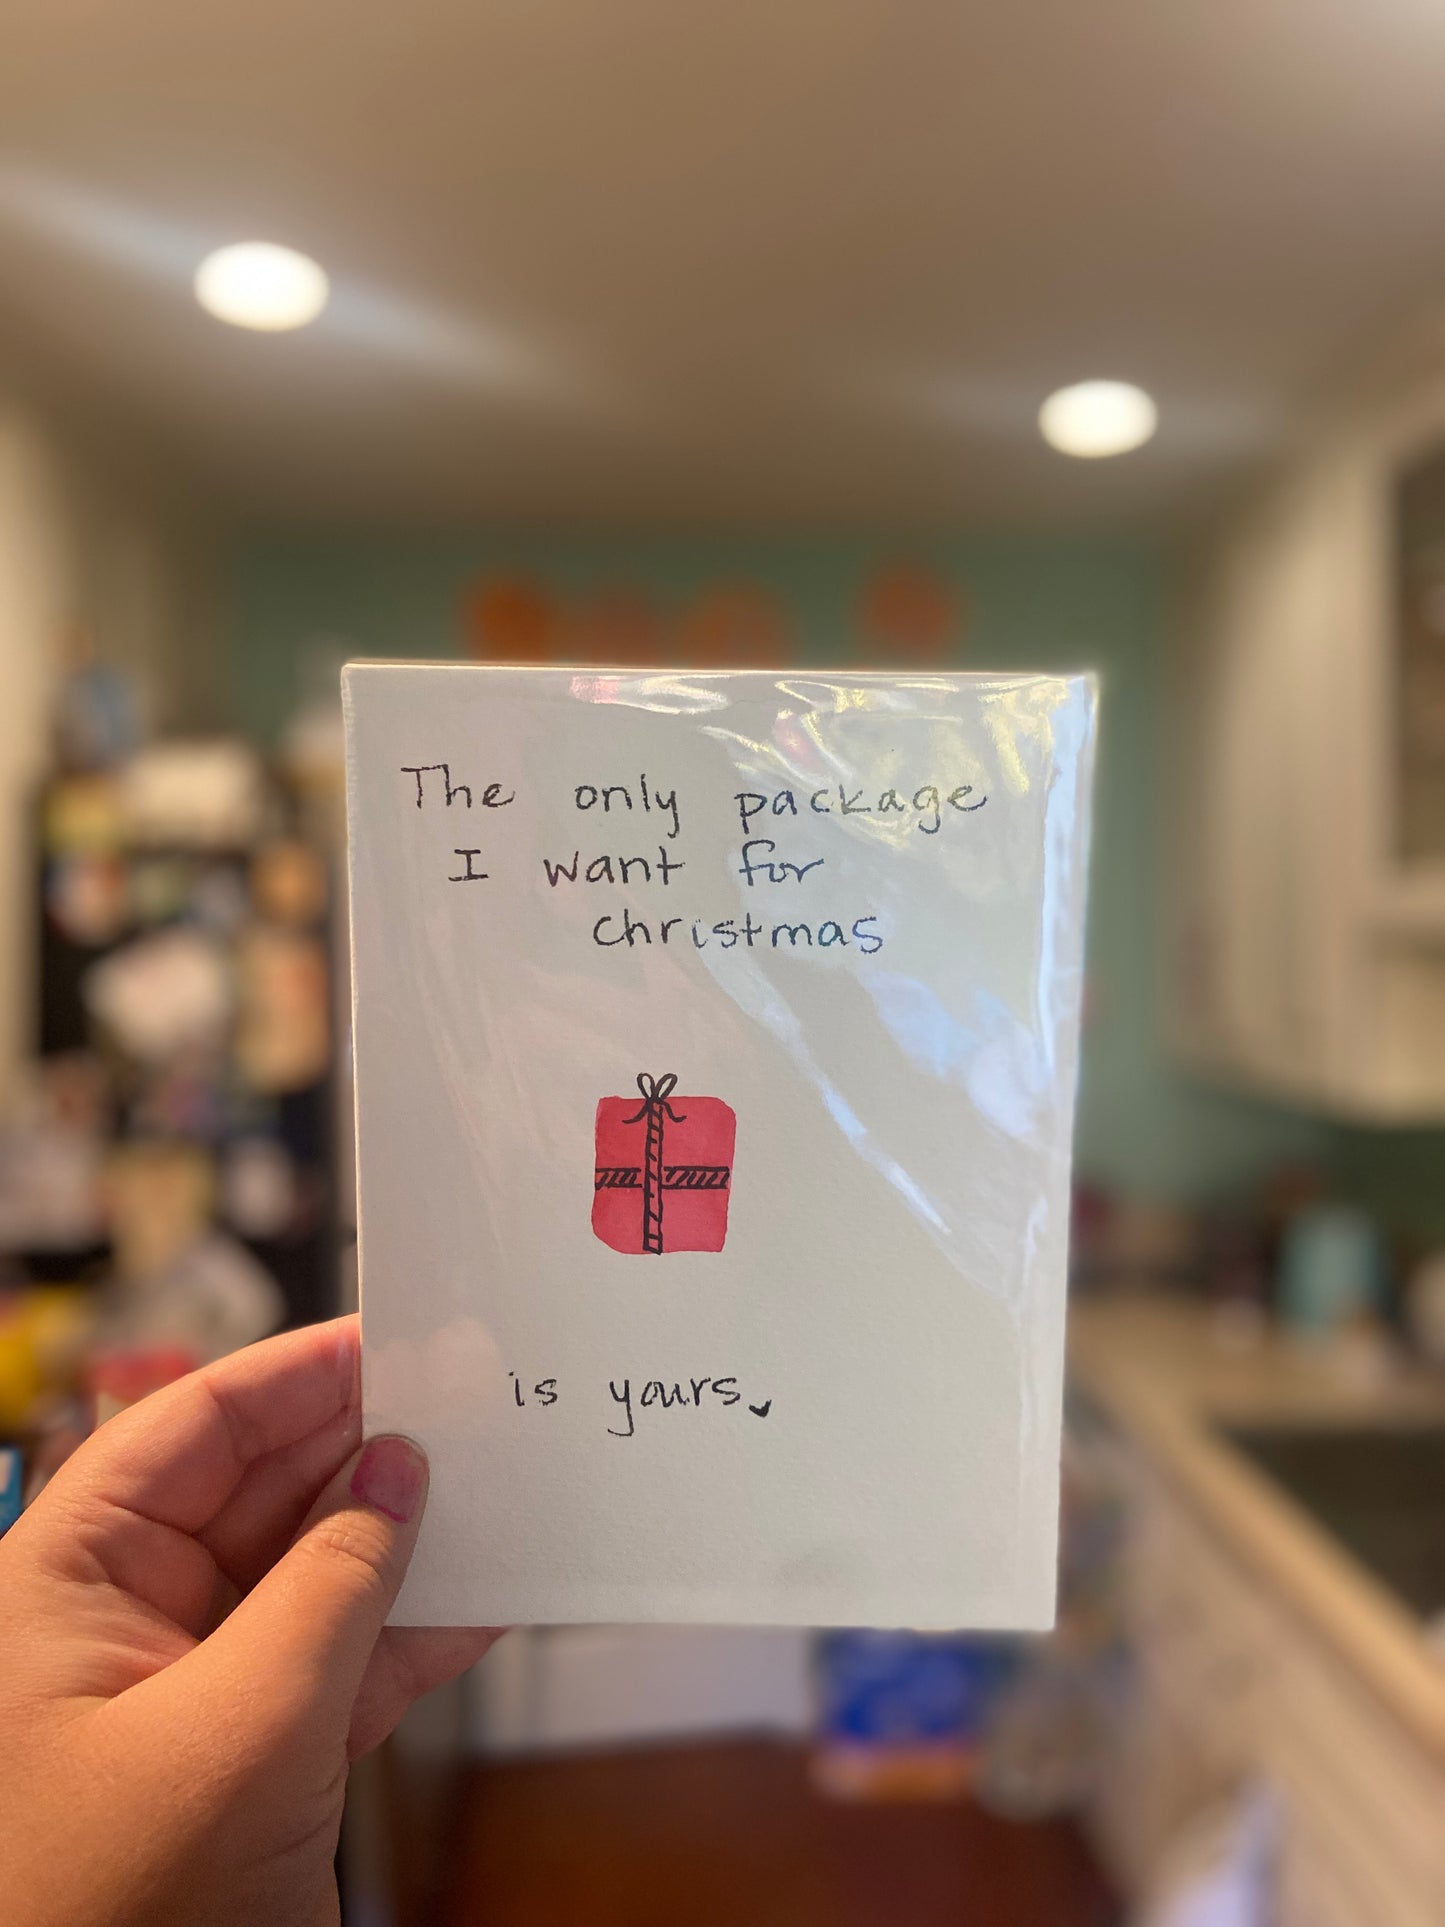 The only package
I want for
christmas
is yours.